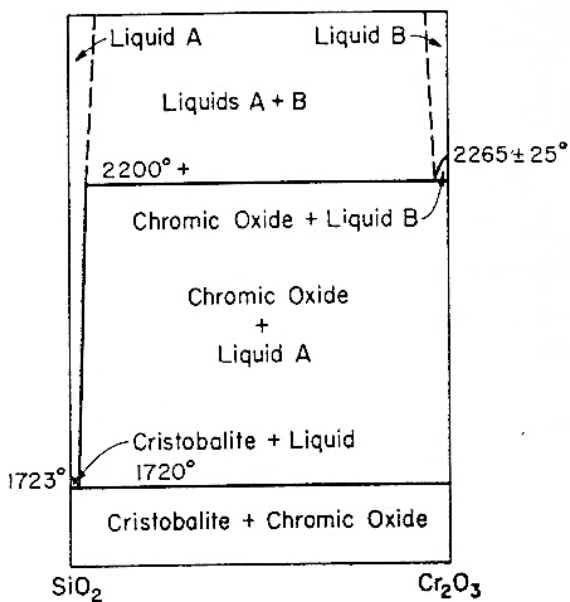 Liquid A
Liquid B
Liquids A + B
2200° +
2265 ± 25°
Chromic Oxide + Liquid B
Chromic Oxide
+
Liquid A
Cristobalite + Liquid
1723°
1720°
Cristobalite + Chromic Oxide
SiO₂
Cr₂O₃